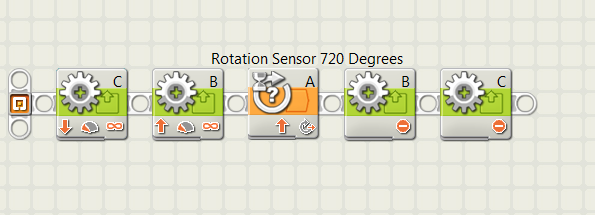 Rotation Sensor 720 Degrees
C B A B C